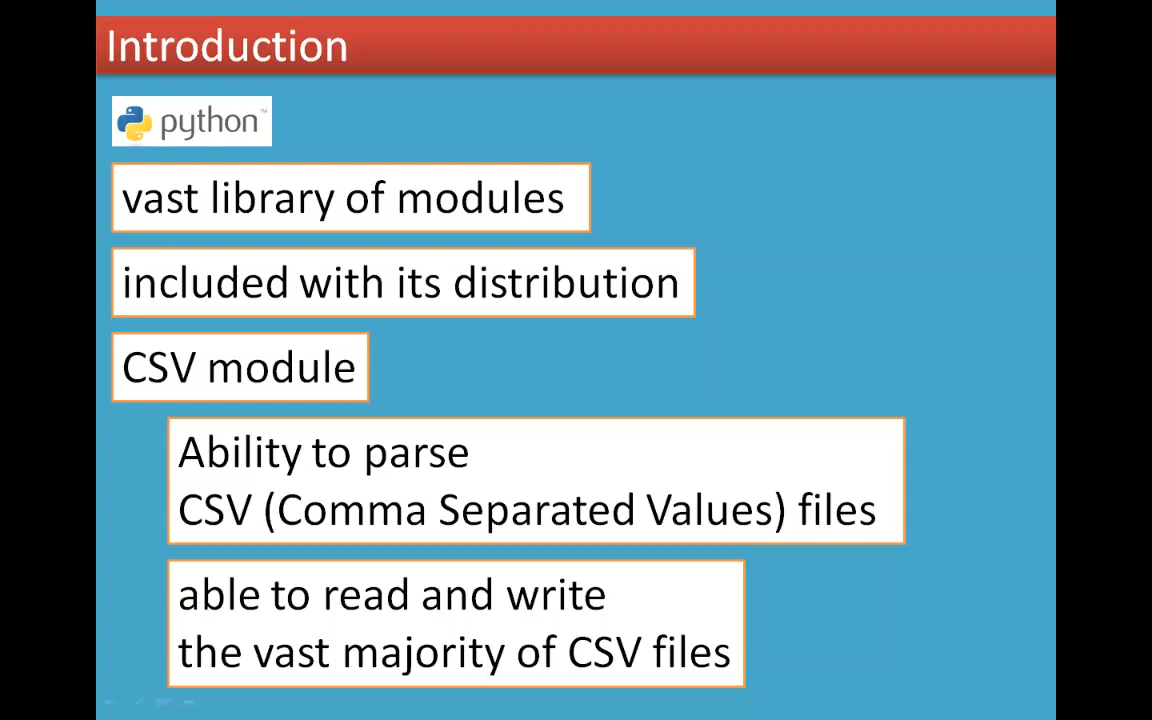 Introduction
python™
vast library of modules
included with its distribution
CSV module
Ability to parse
CSV (Comma Separated Values) files
able to read and write
the vast majority of CSV files